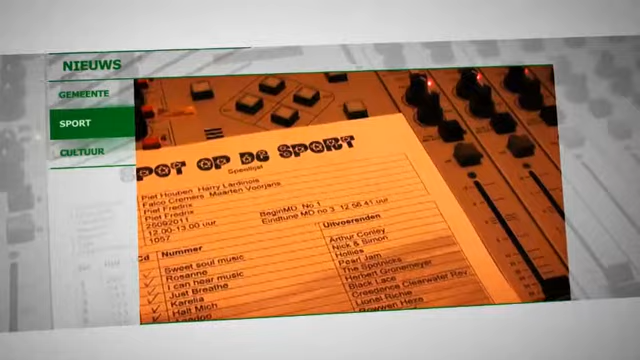 NIEUWS
GEMEENTE
SPORT
CULTUUR
POT OP DE SPORT
Speellijst
Piet Houben Harry Lardinois
Falco Cremers Maarten Voorjans
Piet Fredrix
Piet Fredrix
25092011 BeginMD No 1
12.00-13.00 uur Eindtune MD no 3 12 56 41 uur
1057
Cd Nummer Uitvoerenden
Sweet soul music Arthur Conley
Rosanne Nick & Simon
I can hear music Hollies
Just Breathe Pearl Jam
Karelia The Spotnicks
Halt Mich Herbert Gronemeyer
Black Lace
Creedence Clearwater Rev.
Lionel Richie